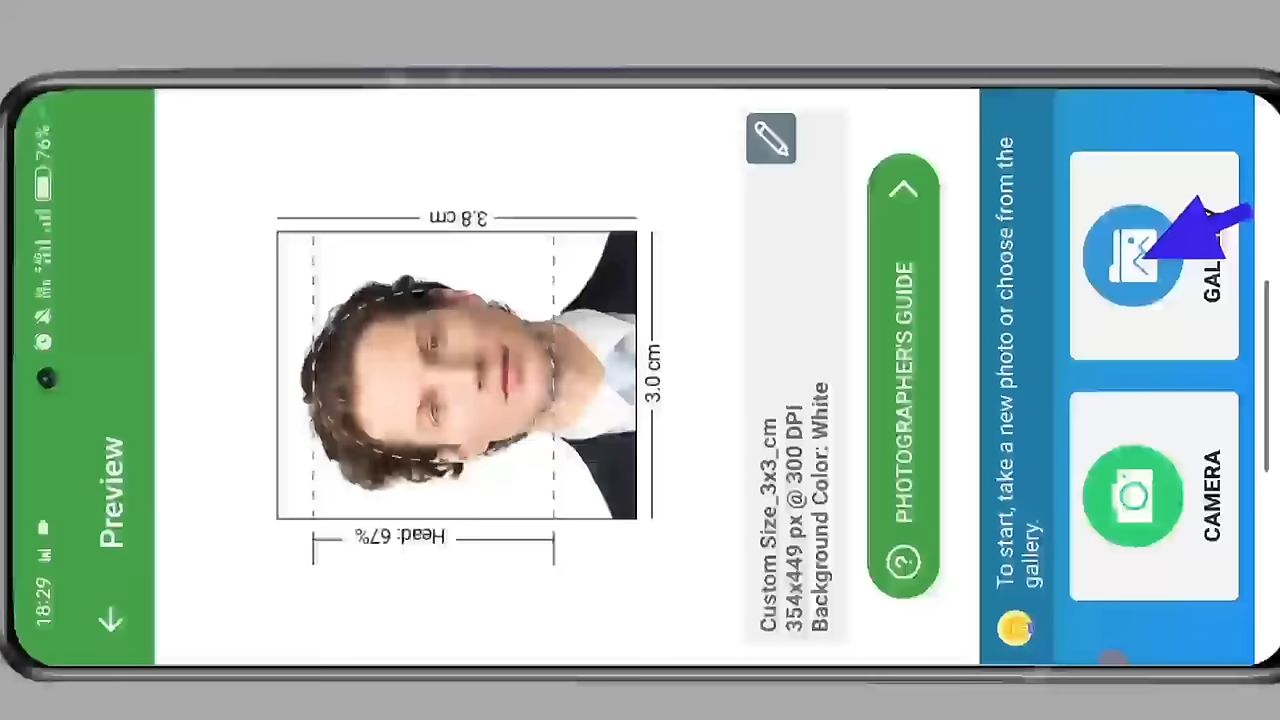 18:29
76%
Preview
3.8 cm
Head: 67%
3.0 cm
Custom Size_3x3_cm
354x449 px @ 300 DPI
Background Color: White
PHOTOGRAPHER'S GUIDE
To start, take a new photo or choose from the
gallery.
CAMERA